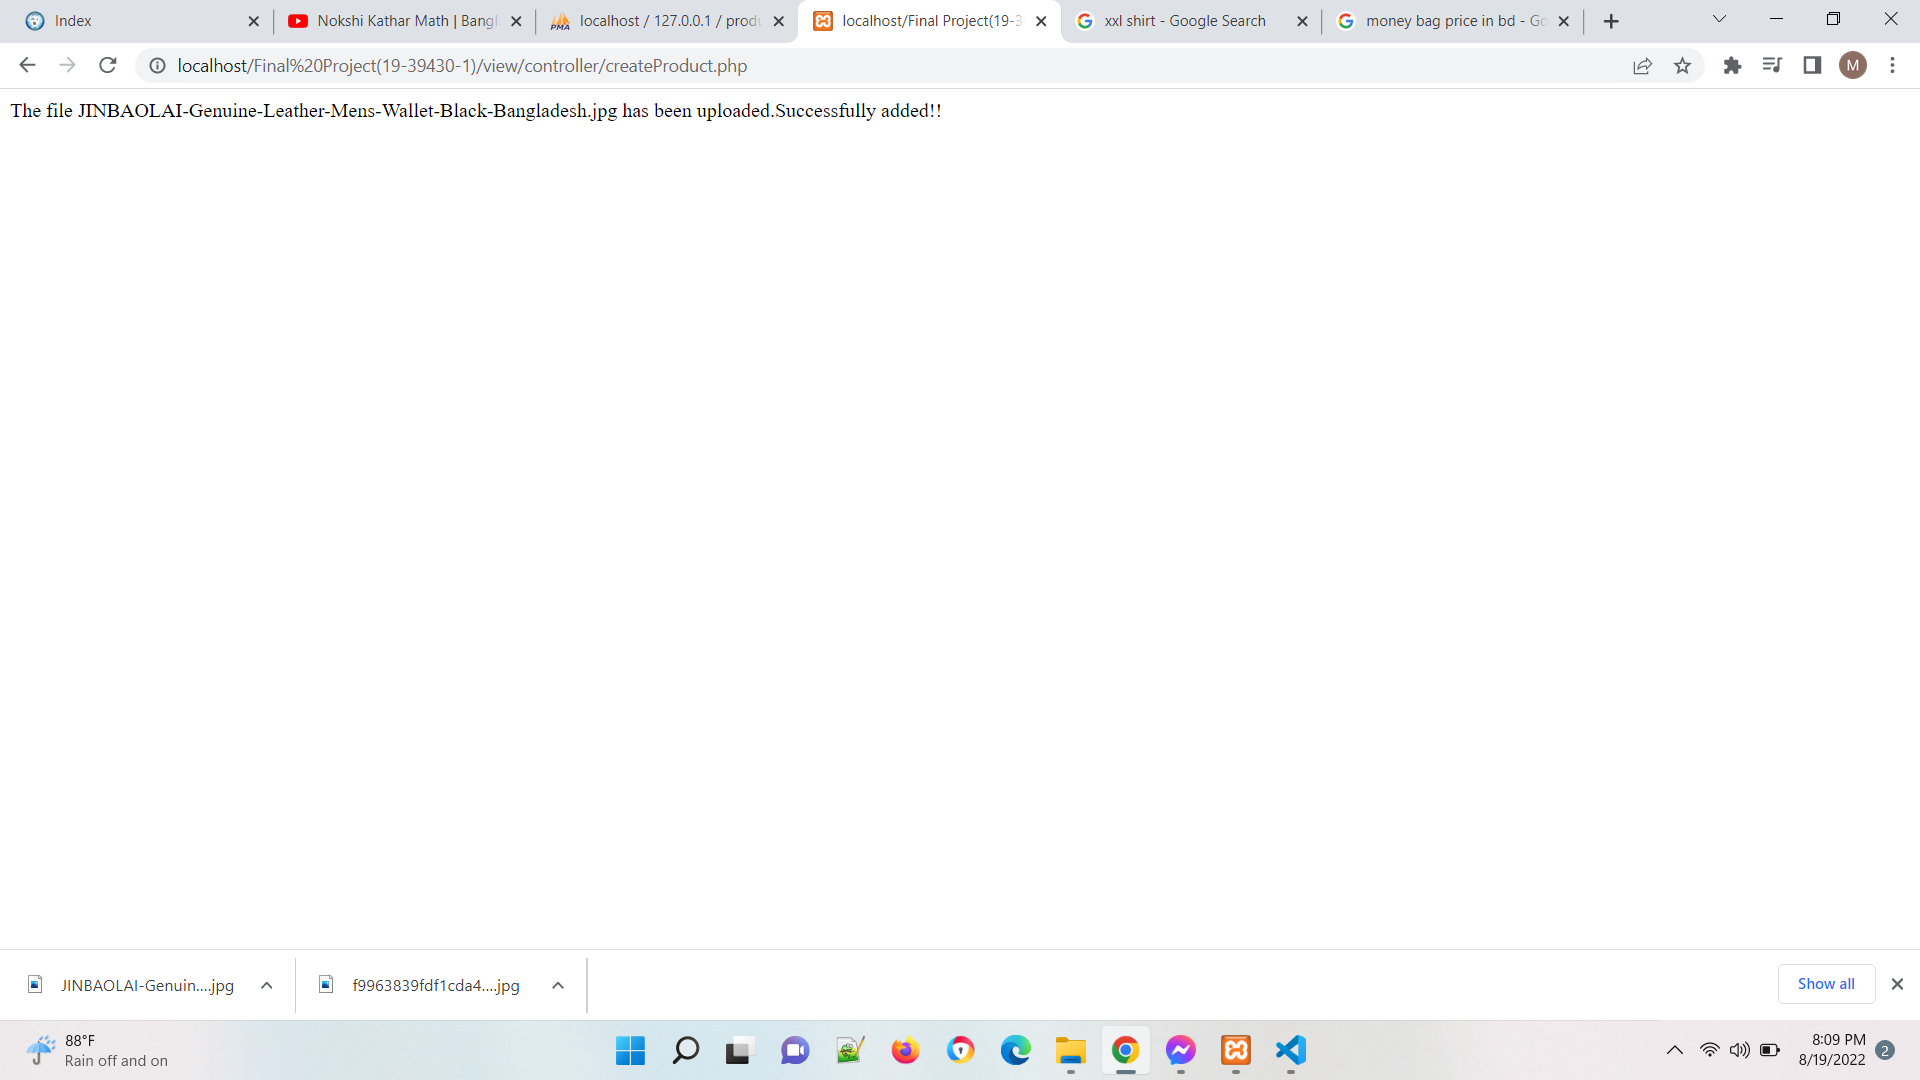 Index
Nokshi Kathar Math | Bangl
localhost / 127.0.0.1 / produ
localhost/Final Project(19-3
xxl shirt - Google Search
money bag price in bd - Go
localhost/Final%20Project(19-39430-1)/view/controller/createProduct.php
M
The file JINBAOLAI-Genuine-Leather-Mens-Wallet-Black-Bangladesh.jpg has been uploaded.Successfully added!!
JINBAOLAI-Genuin....jpg
f9963839fdf1cda4....jpg
Show all
88°F
Rain off and on
8:09 PM
8/19/2022
2